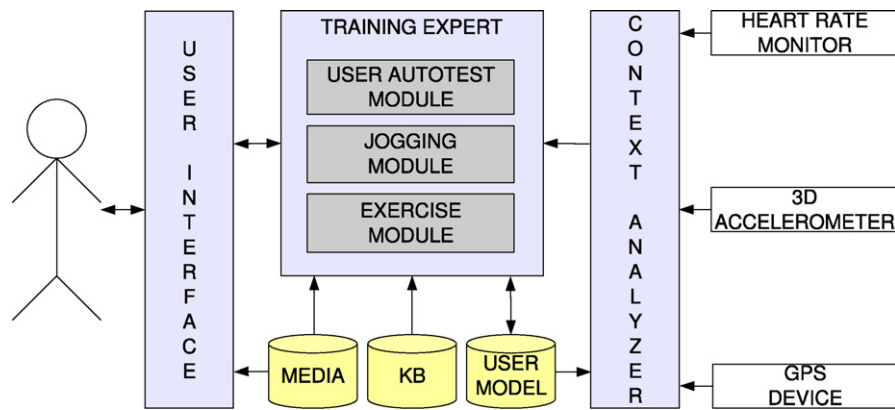 USER INTERFACE
TRAINING EXPERT
USER AUTOTEST
MODULE
JOGGING
MODULE
EXERCISE
MODULE
MEDIA
KB
USER
MODEL
CONTEXT ANALYZER
HEART RATE
MONITOR
3D
ACCELEROMETER
GPS
DEVICE